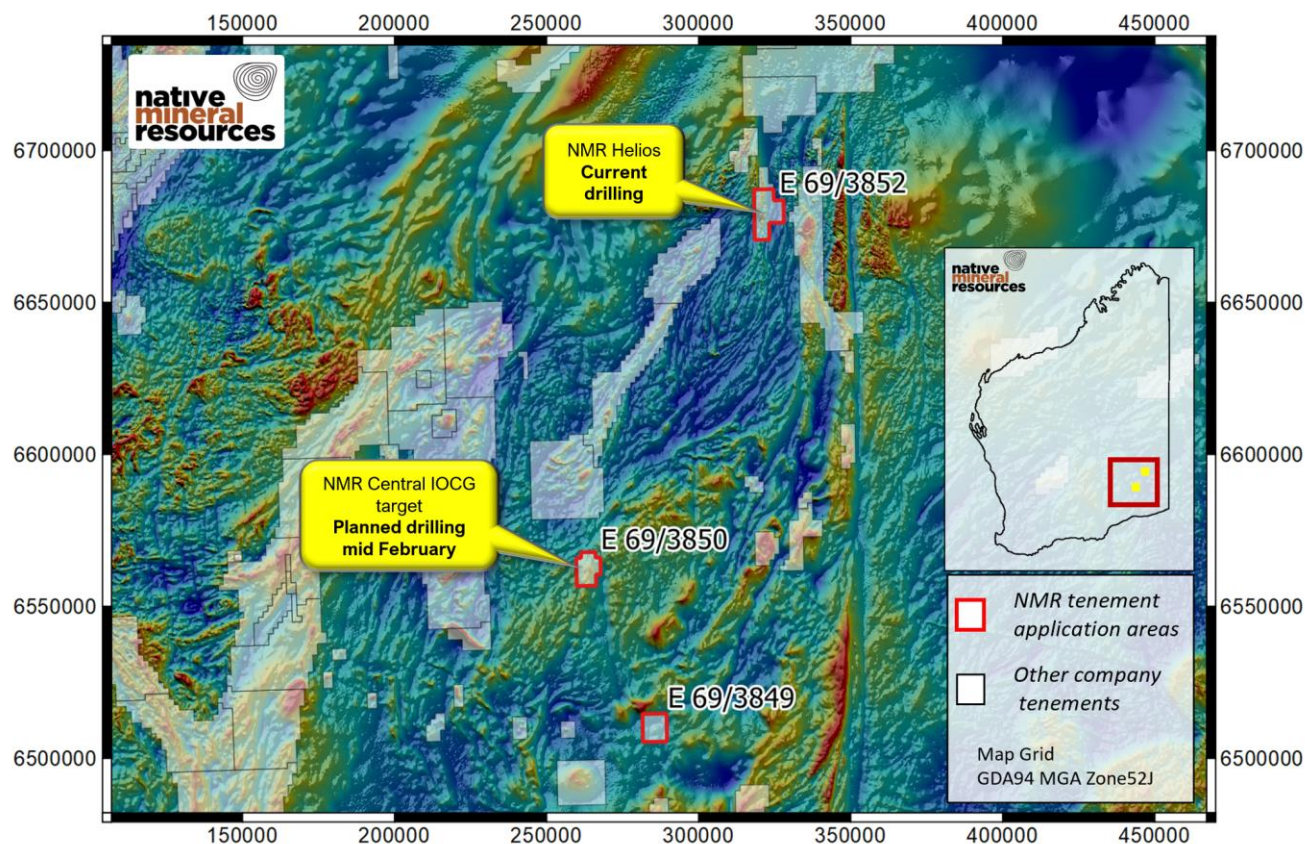 150000 200000 250000 300000 350000 400000 450000
native
mineral
resources
6700000
6700000
NMR Helios
Current
drilling
E 69/3852
6650000
6650000
native
mineral
resources
6600000
6600000
NMR Central IOCG
target
Planned drilling
mid February
E 69/3850
6550000
6550000
NMR tenement
application areas
Other company
tenements
E 69/3849
Map Grid
GDA94 MGA Zone52J
6500000
6500000
150000 200000 250000 300000 350000 400000 450000